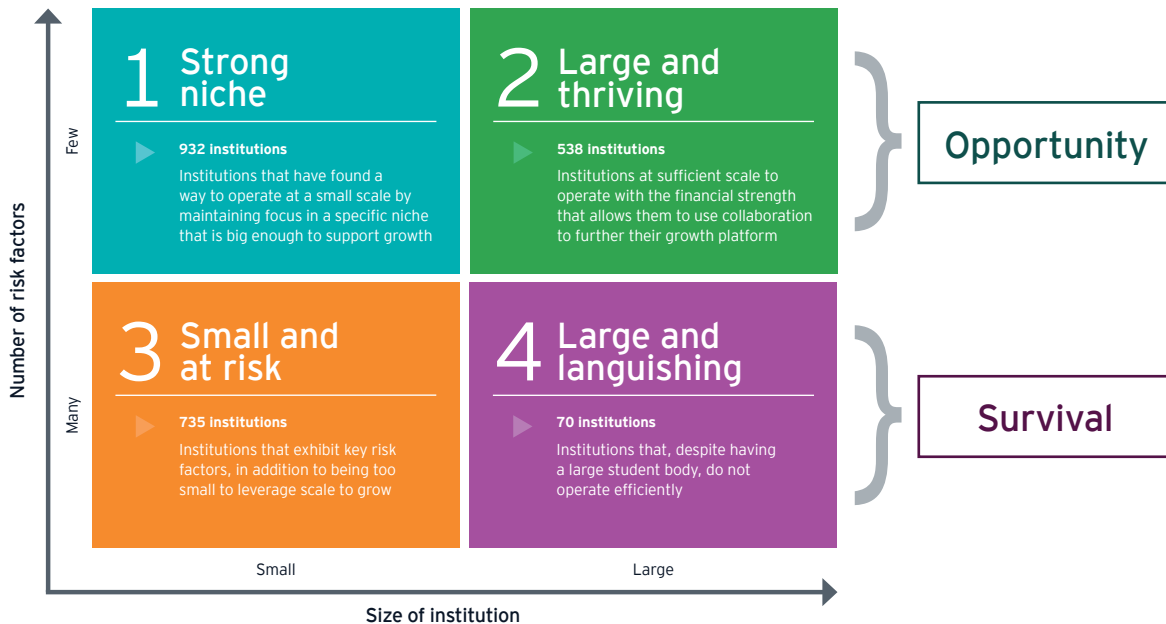 1
Strong
niche
932 institutions
Institutions that have found a
way to operate at a small scale by
maintaining focus in a specific niche
that is big enough to support growth
2
Large and
thriving
538 institutions
Institutions at sufficient scale to
operate with the financial strength
that allows them to use collaboration
to further their growth platform
Opportunity
3
Small and
at risk
735 institutions
Institutions that exhibit key risk
factors, in addition to being too
small to leverage scale to grow
4
Large and
languishing
70 institutions
Institutions that, despite having
a large student body, do not
operate efficiently
Survival
Number of risk factors
Few
Many
Small
Large
Size of institution